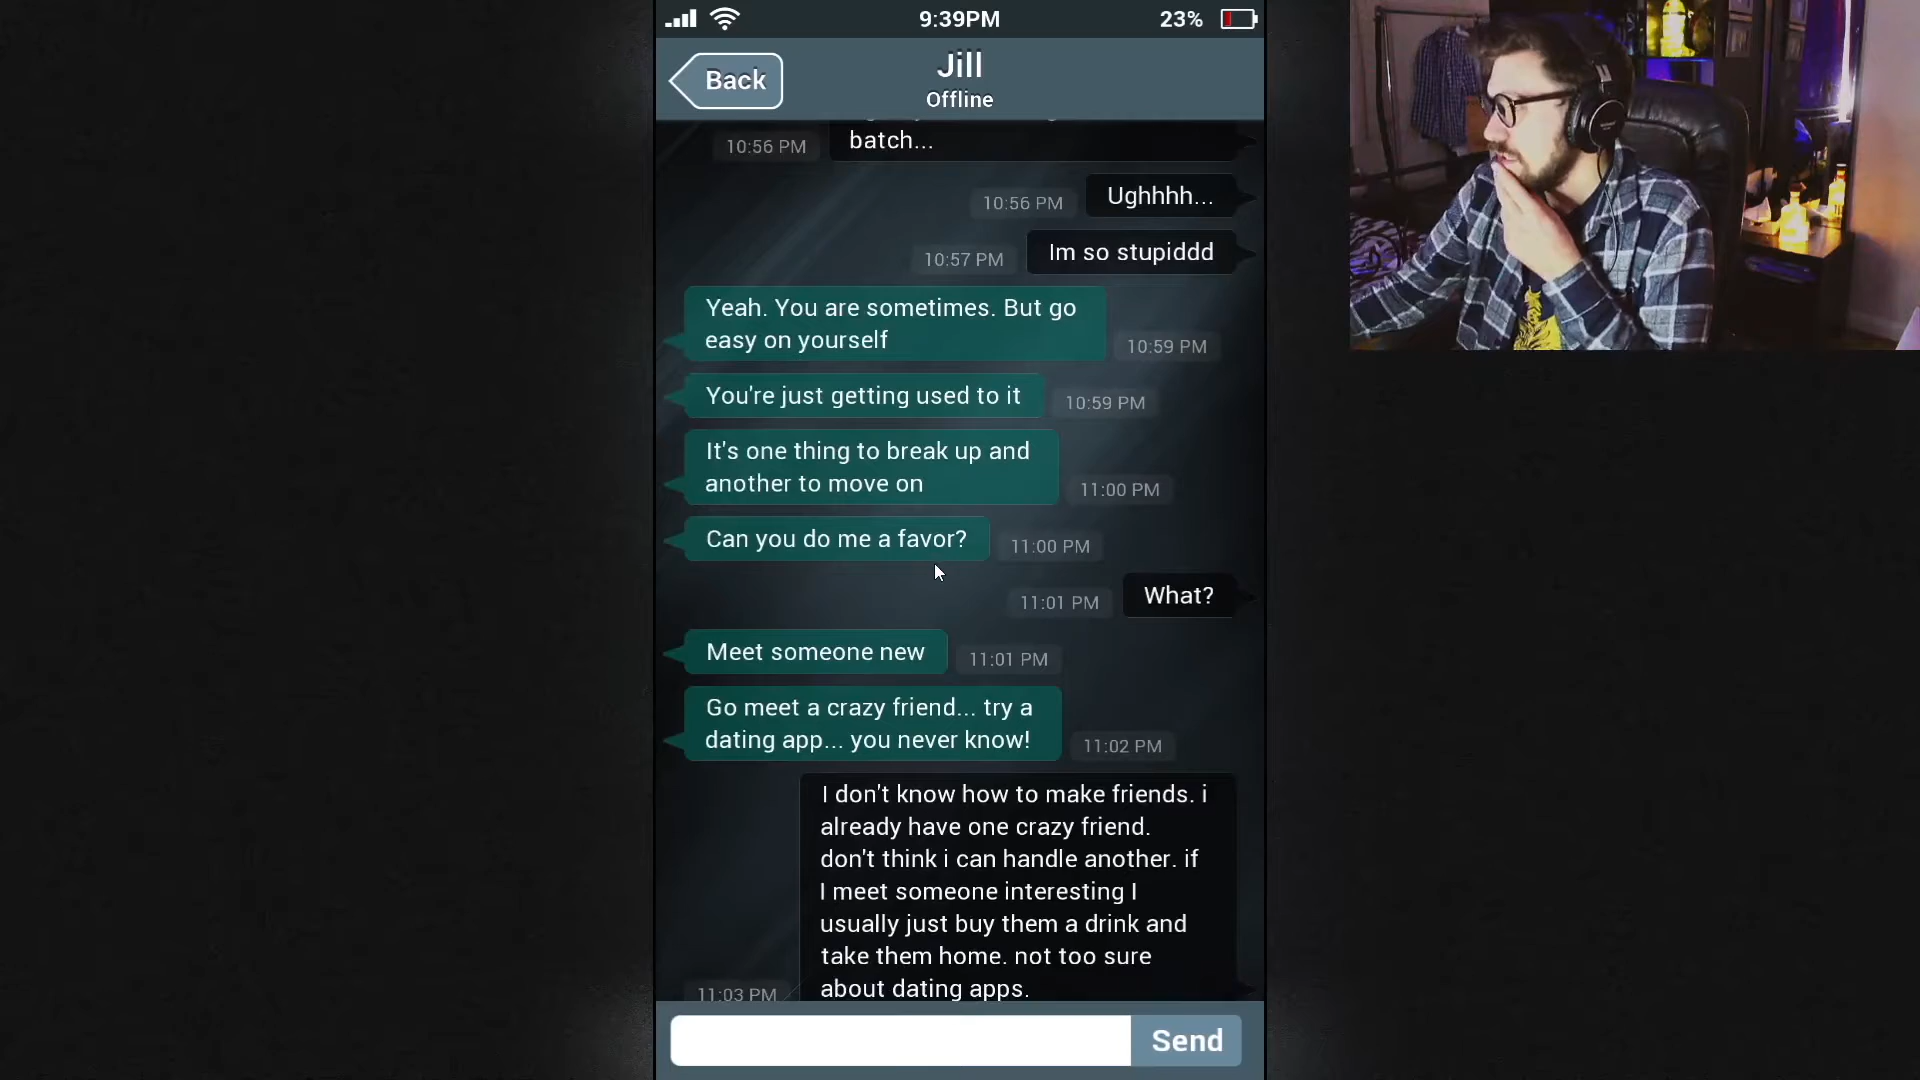 9:39PM
23%
Back
Jill
Offline
10:56 PM
batch...
10:56 PM
Ughhhh...
10:57 PM
Im so stupiddd
Yeah. You are sometimes. But go
easy on yourself
10:59 PM
You're just getting used to it
10:59 PM
It's one thing to break up and
another to move on
11:00 PM
Can you do me a favor?
11:00 PM
11:01 PM
What?
Meet someone new
11:01 PM
Go meet a crazy friend... try a
dating app... you never know!
11:02 PM
I don't know how to make friends. i
already have one crazy friend.
don't think i can handle another. if
I meet someone interesting I
usually just buy them a drink and
take them home. not too sure
about dating apps.
11:03 PM
Send